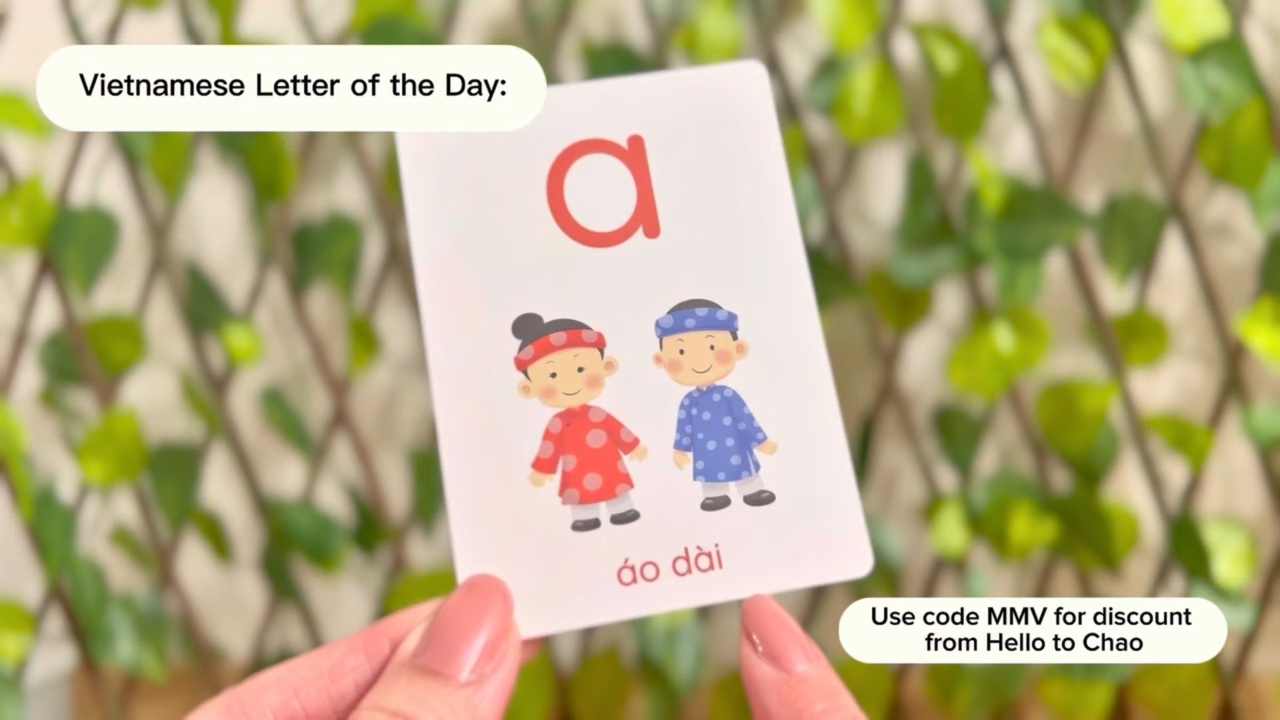 Vietnamese Letter of the Day:
a
áo dài
Use code MMV for discount
from Hello to Chao